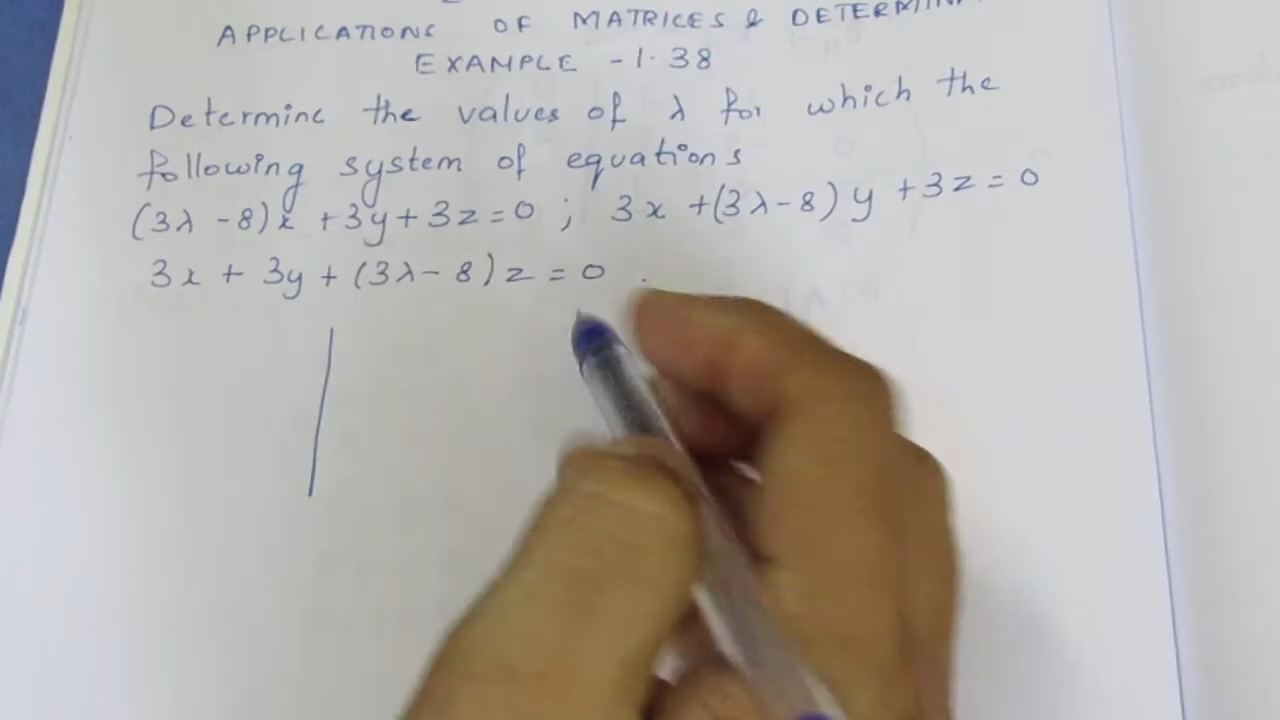 APPLICATIONS OF MATRICES & DETERMIN
EXAMPLE - 1.38
Determine the values of λ for which the
following system of equations
(3λ - 8)x + 3y + 3z = 0 ; 3x + (3λ - 8) y + 3z = 0
3x + 3y + (3λ - 8) z = 0 .